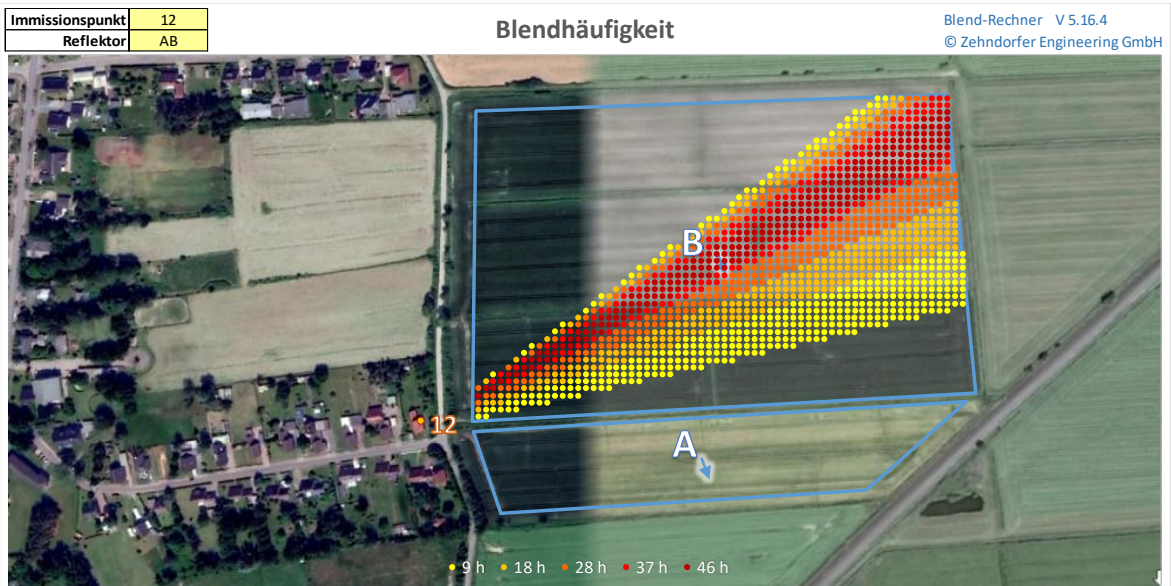 Immissionspunkt 12
Reflektor AB
Blendhäufigkeit
Blend-Rechner V 5.16.4
© Zehndorfer Engineering GmbH
B
12
A
9 h 18 h 28 h 37 h 46 h